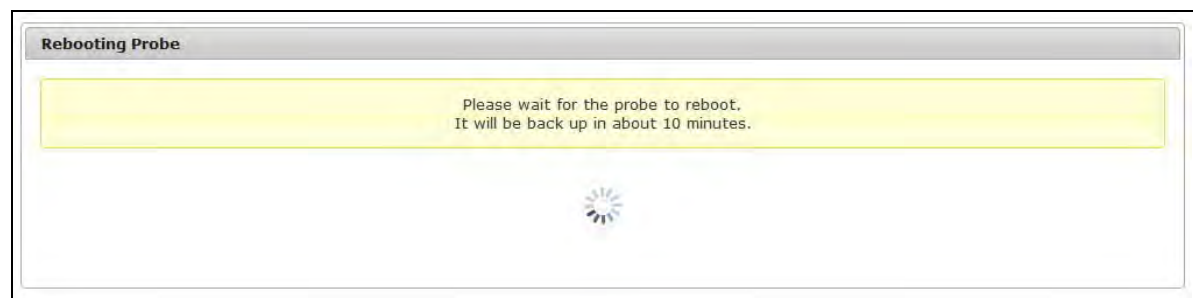 Rebooting Probe
Please wait for the probe to reboot.
It will be back up in about 10 minutes.